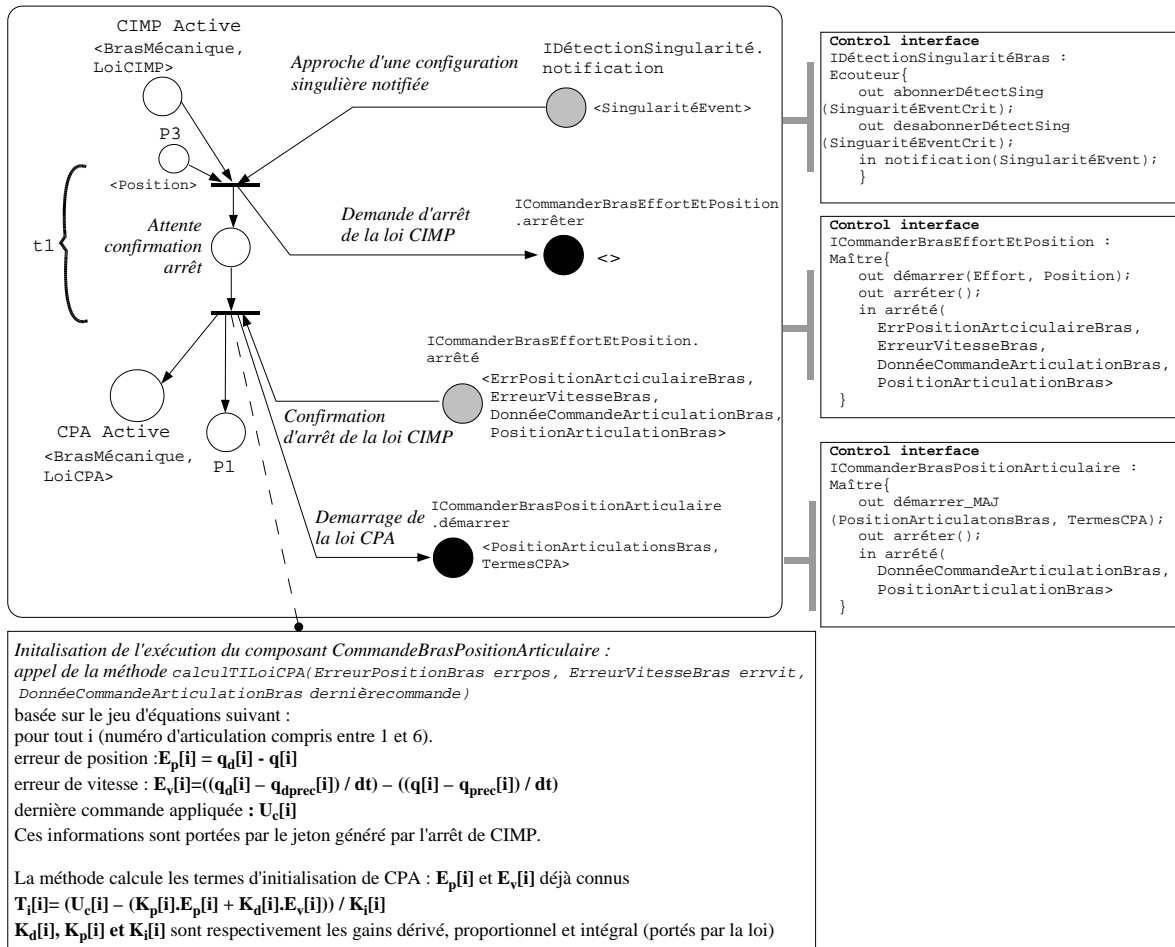 CIMP Active
<BrasMécanique,
LoiCIMP>
P3
<Position>
Approche d'une configuration
singulière notifiée
IDétectionSingularité.
notification
<SingularitéEvent>
t1
Attente
confirmation
arrêt
Demande d'arrêt
de la loi CIMP
ICommanderBrasEffortEtPosition
.arrêter
<>
ICommanderBrasEffortEtPosition.
arrêté
<ErrPositionArtciculaireBras,
ErreurVitesseBras,
DonnéeCommandeArticulationBras,
PositionArticulationBras>
Confirmation
d'arrêt de la loi CIMP
CPA Active
<BrasMécanique,
LoiCPA>
P1
Demarrage de
la loi CPA
ICommanderBrasPositionArticulaire
.démarrer
<PositionArticulationsBras,
TermesCPA>
Control interface
IDétectionSingularitéBras :
Ecouteur{
out abonnerDétectSing
(SinguaritéEventCrit);
out desabonnerDétectSing
(SinguaritéEventCrit);
in notification(SingularitéEvent);
}
Control interface
ICommanderBrasEffortEtPosition :
Maître{
out démarrer(Effort, Position);
out arréter();
in arrété(
ErrPositionArtciculaireBras,
ErreurVitesseBras,
DonnéeCommandeArticulationBras,
PositionArticulationBras>
}
Control interface
ICommanderBrasPositionArticulaire :
Maître{
out démarrer_MAJ
(PositionArticulatonsBras, TermesCPA);
out arréter();
in arrété(
DonnéeCommandeArticulationBras,
PositionArticulationBras>
}
Initalisation de l'exécution du composant CommandeBrasPositionArticulaire :
appel de la méthode calculTILoiCPA(ErreurPositionBras errpos, ErreurVitesseBras errvit,
DonnéeCommandeArticulationBras dernièrecommande)
basée sur le jeu d'équations suivant :
pour tout i (numéro d'articulation compris entre 1 et 6).
erreur de position :Ep[i] = qd[i] - q[i]
erreur de vitesse : Ev[i]=((qd[i] – qdprec[i]) / dt) – ((q[i] – qprec[i]) / dt)
dernière commande appliquée : Uc[i]
Ces informations sont portées par le jeton généré par l'arrêt de CIMP.
La méthode calcule les termes d'initialisation de CPA : Ep[i] et Ev[i] déjà connus
Ti[i]= (Uc[i] – (Kp[i].Ep[i] + Kd[i].Ev[i])) / Ki[i]
Kd[i], Kp[i] et Ki[i] sont respectivement les gains dérivé, proportionnel et intégral (portés par la loi)